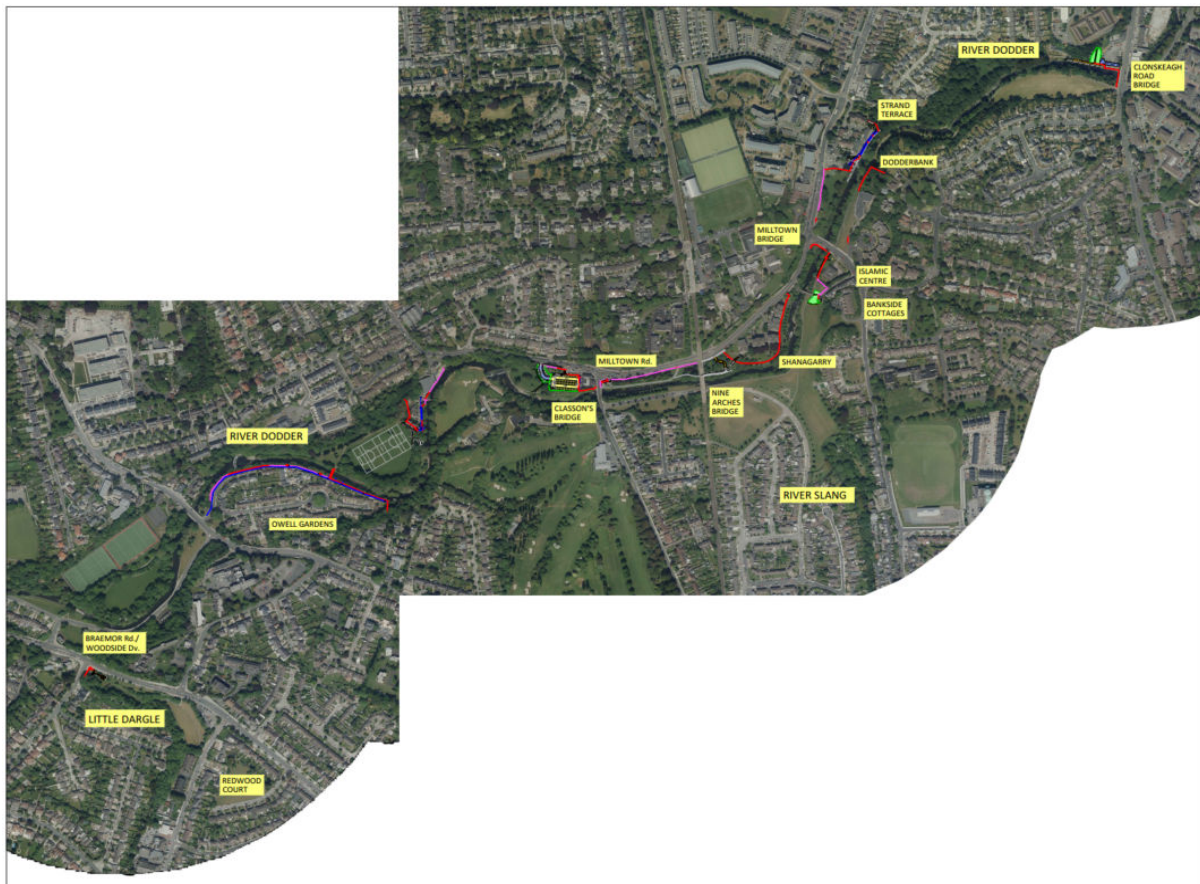 RIVER DODDER
CLONSKEAGH
ROAD
BRIDGE
STRAND
TERRACE
DODDERBANK
MILLTOWN
BRIDGE
ISLAMIC
CENTRE
BANKSIDE
COTTAGES
MILLTOWN Rd.
SHANAGARRY
NINE
ARCHES
BRIDGE
CLASSON'S
BRIDGE
RIVER DODDER
RIVER SLANG
OWELL GARDENS
BRAEMOR Rd./
WOODSIDE Dv.
LITTLE DARGLE
REDWOOD
COURT